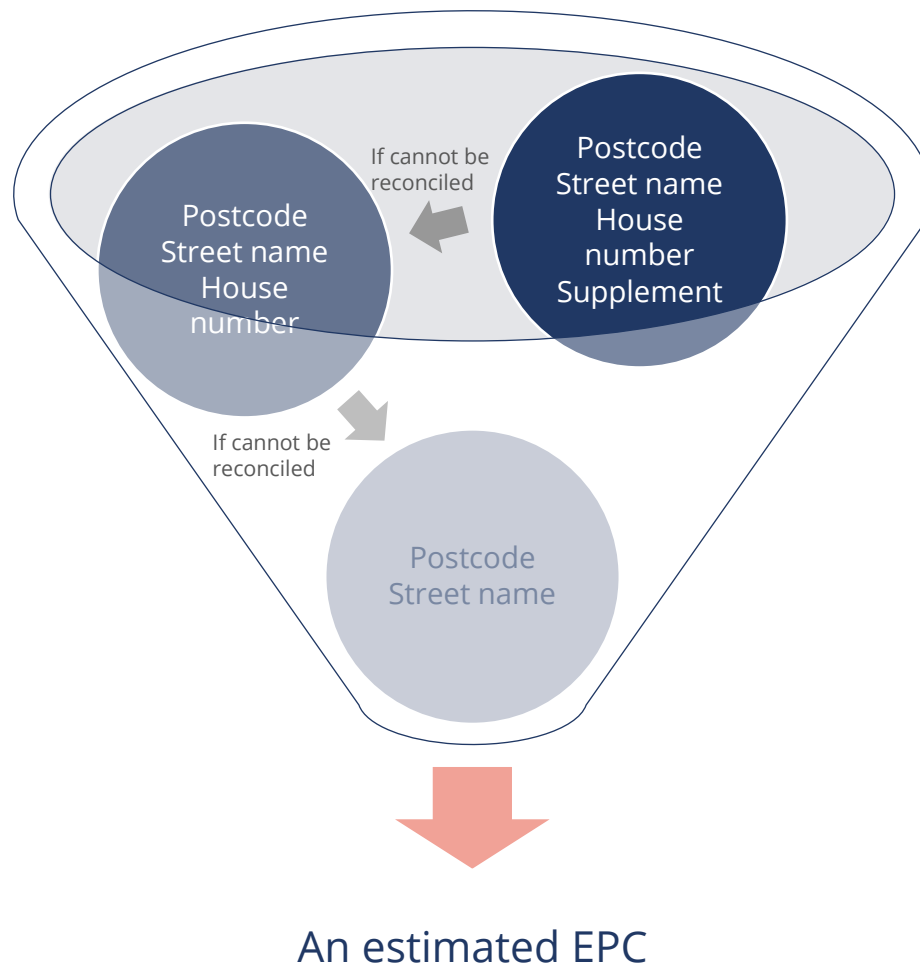 Postcode
Street name
House
number
Supplement
If cannot be
reconciled
Postcode
Street name
House
number
If cannot be
reconciled
Postcode
Street name
An estimated EPC